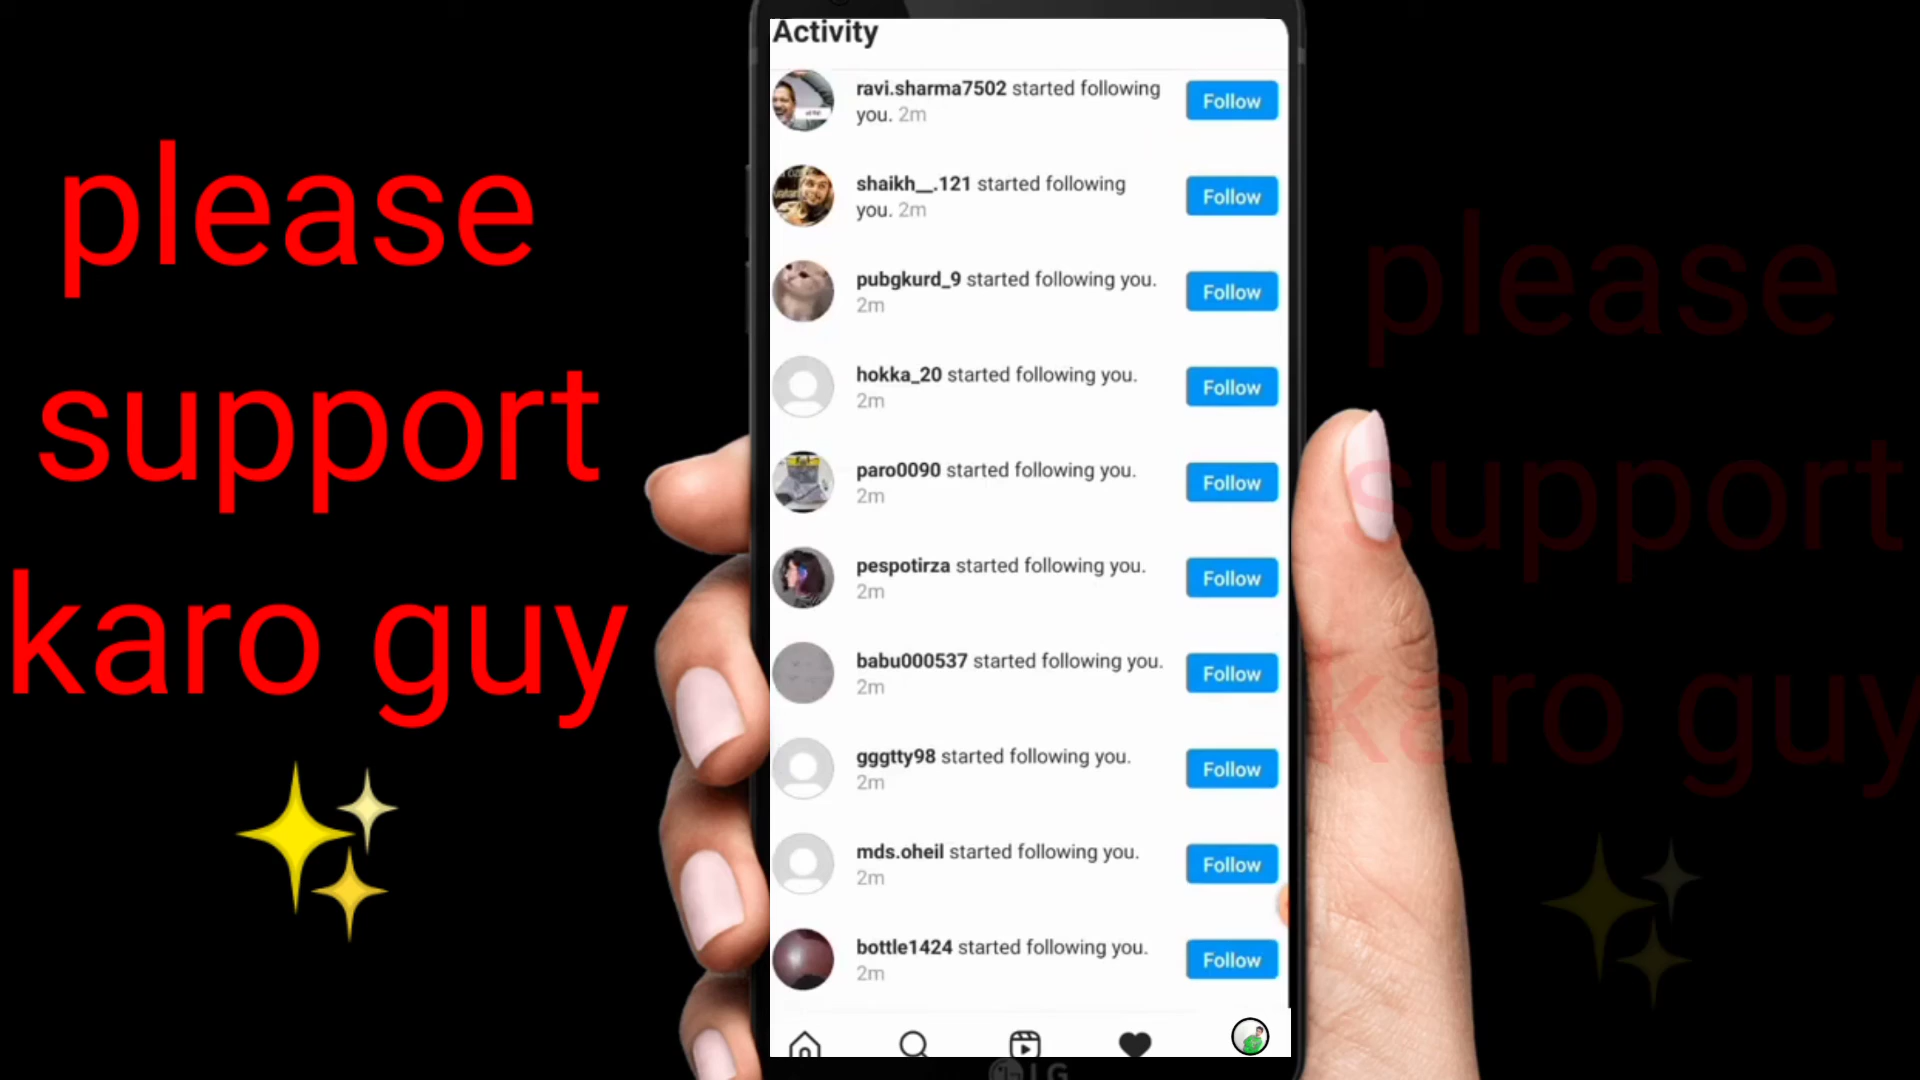 please
support
karo guy
Activity
ravi.sharma7502 started following
you. 2m
Follow
shaikh__.121 started following
you. 2m
Follow
pubgkurd_9 started following you.
2m
Follow
hokka_20 started following you.
2m
Follow
paro0090 started following you.
2m
Follow
pespotirza started following you.
2m
Follow
babu000537 started following you.
2m
Follow
gggtty98 started following you.
2m
Follow
mds.oheil started following you.
2m
Follow
bottle1424 started following you.
2m
Follow
LG
please
support
karo guy